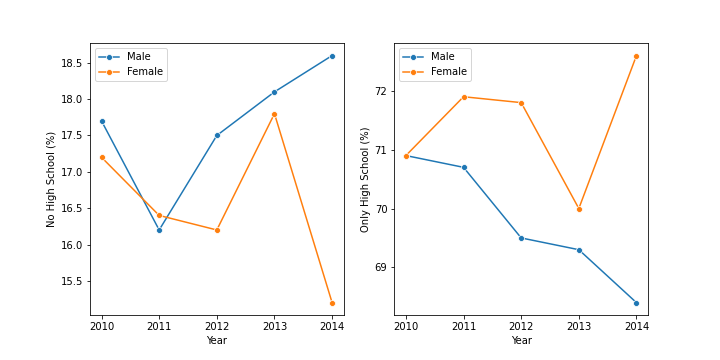 Male
Female
18.5
18.0
17.5
17.0
16.5
16.0
15.5
No High School (%)
2010 2011 2012 2013 2014
Year
Male
Female
72
71
70
69
Only High School (%)
2010 2011 2012 2013 2014
Year